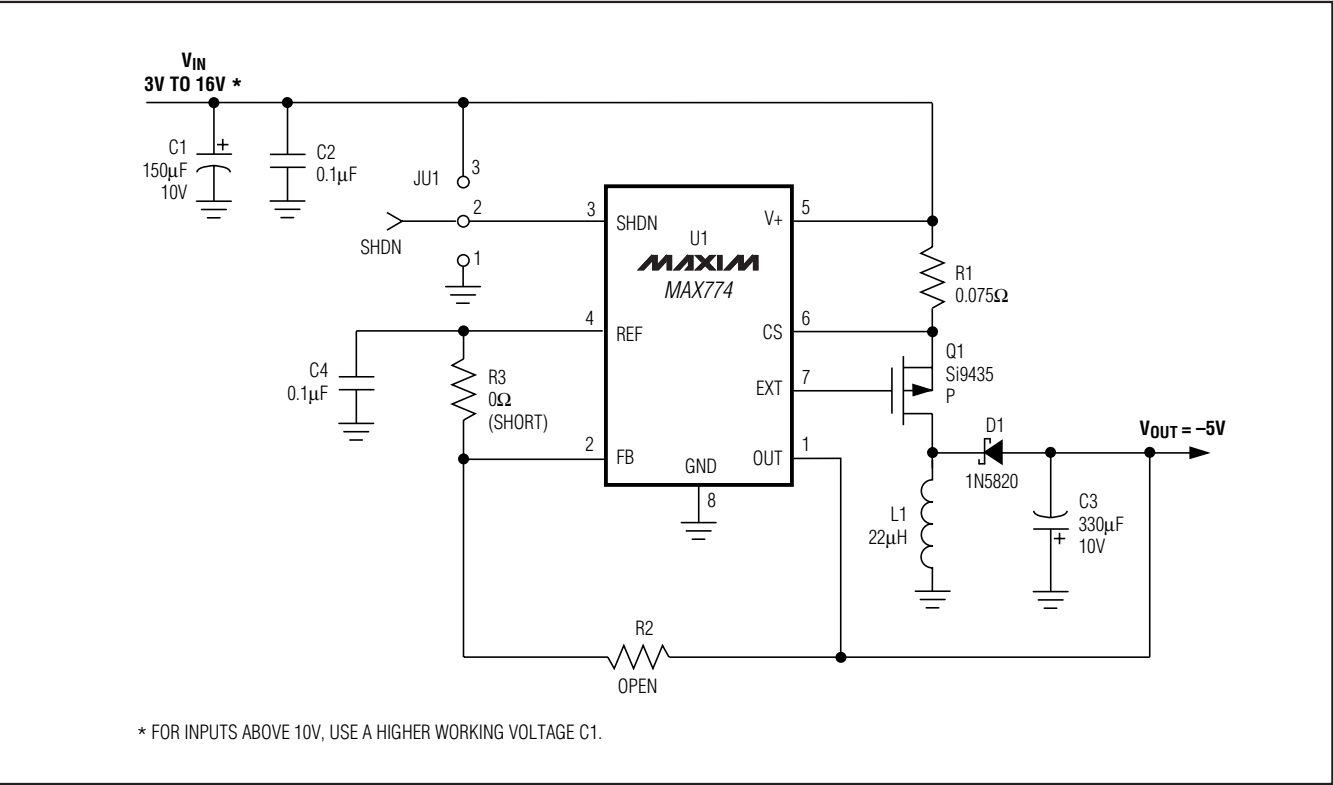 V_IN
3V TO 16V *
C1
150µF
10V
+
C2
0.1µF
JU1
3
2
1
SHDN
3
SHDN
U1
MAXIM
MAX774
V+
5
R1
0.075Ω
4
REF
CS
6
C4
0.1µF
R3
0Ω
(SHORT)
EXT
7
Q1
Si9435
P
2
FB
GND
8
OUT
1
D1
1N5820
V_OUT = –5V
L1
22µH
C3
330µF
10V
+
R2
OPEN
* FOR INPUTS ABOVE 10V, USE A HIGHER WORKING VOLTAGE C1.